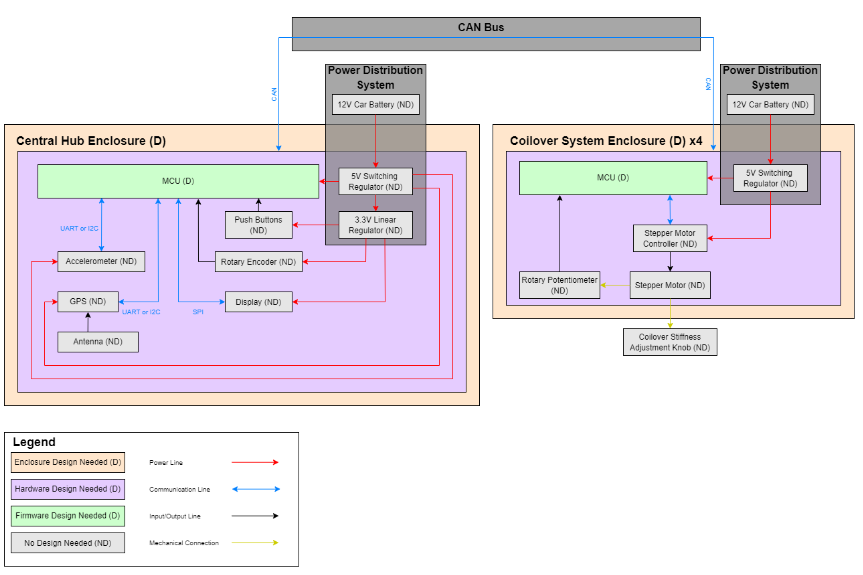 CAN Bus
CAN
CAN
Power Distribution
System
12V Car Battery (ND)
Power Distribution
System
12V Car Battery (ND)
Central Hub Enclosure (D)
MCU (D)
5V Switching
Regulator (ND)
Push Buttons
(ND)
3.3V Linear
Regulator (ND)
UART or I2C
Accelerometer (ND)
Rotary Encoder (ND)
GPS (ND)
UART or I2C
SPI
Display (ND)
Antenna (ND)
Coilover System Enclosure (D) x4
MCU (D)
5V Switching
Regulator (ND)
Stepper Motor
Controller (ND)
Rotary Potentiometer
(ND)
Stepper Motor (ND)
Coilover Stiffness
Adjustment Knob (ND)
Legend
Enclosure Design Needed (D)
Power Line
Hardware Design Needed (D)
Communication Line
Firmware Design Needed (D)
Input/Output Line
No Design Needed (ND)
Mechanical Connection